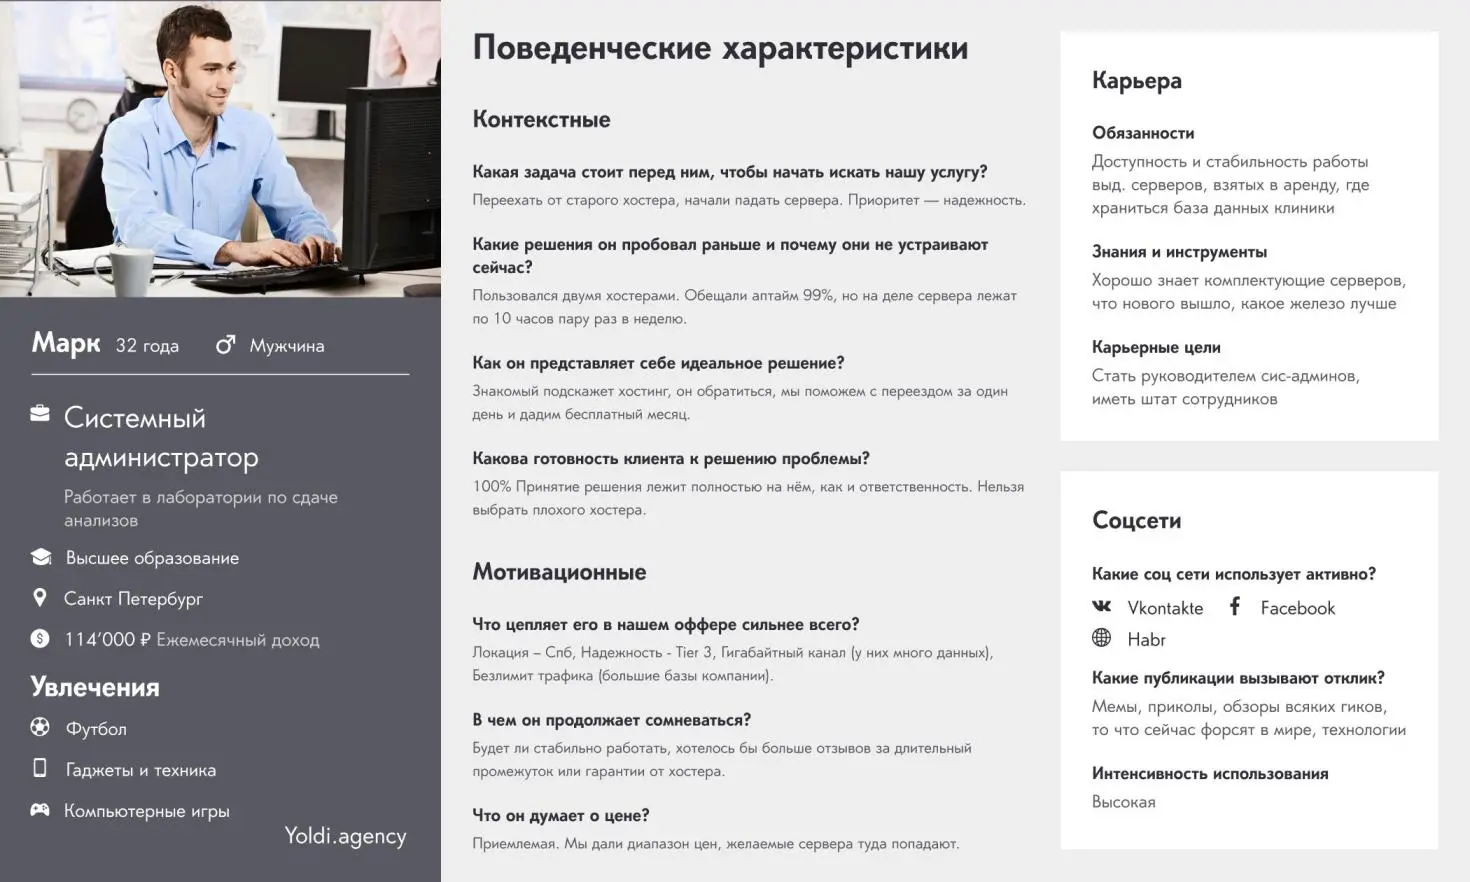 Марк 32 года Мужчина
Системный
администратор
Работает в лаборатории по сдаче
анализов
Высшее образование
Санкт Петербург
114’000 ₽ Ежемесячный доход
Увлечения
Футбол
Гаджеты и техника
Компьютерные игры
Yoldi.agency
Поведенческие характеристики
Контекстные
Какая задача стоит перед ним, чтобы начать искать нашу услугу?
Переехать от старого хостера, начали падать сервера. Приоритет — надежность.
Какие решения он пробовал раньше и почему они не устраивают
сейчас?
Пользовался двумя хостерами. Обещали аптайм 99%, но на деле сервера лежат
по 10 часов пару раз в неделю.
Как он представляет себе идеальное решение?
Знакомый подскажет хостинг, он обратиться, мы поможем с переездом за один
день и дадим бесплатный месяц.
Какова готовность клиента к решению проблемы?
100% Принятие решения лежит полностью на нём, как и ответственность. Нельзя
выбрать плохого хостера.
Мотивационные
Что цепляет его в нашем оффере сильнее всего?
Локация – Спб, Надежность - Tier 3, Гигабайтный канал (у них много данных),
Безлимит трафика (большие базы компании).
В чем он продолжает сомневаться?
Будет ли стабильно работать, хотелось бы больше отзывов за длительный
промежуток или гарантии от хостера.
Что он думает о цене?
Приемлемая. Мы дали диапазон цен, желаемые сервера туда попадают.
Карьера
Обязанности
Доступность и стабильность работы
выд. серверов, взятых в аренду, где
храниться база данных клиники
Знания и инструменты
Хорошо знает комплектующие серверов,
что нового вышло, какое железо лучше
Карьерные цели
Стать руководителем сис-админов,
иметь штат сотрудников
Соцсети
Какие соц сети использует активно?
Vkontakte Facebook
Habr
Какие публикации вызывают отклик?
Мемы, приколы, обзоры всяких гиков,
то что сейчас форсят в мире, технологии
Интенсивность использования
Высокая